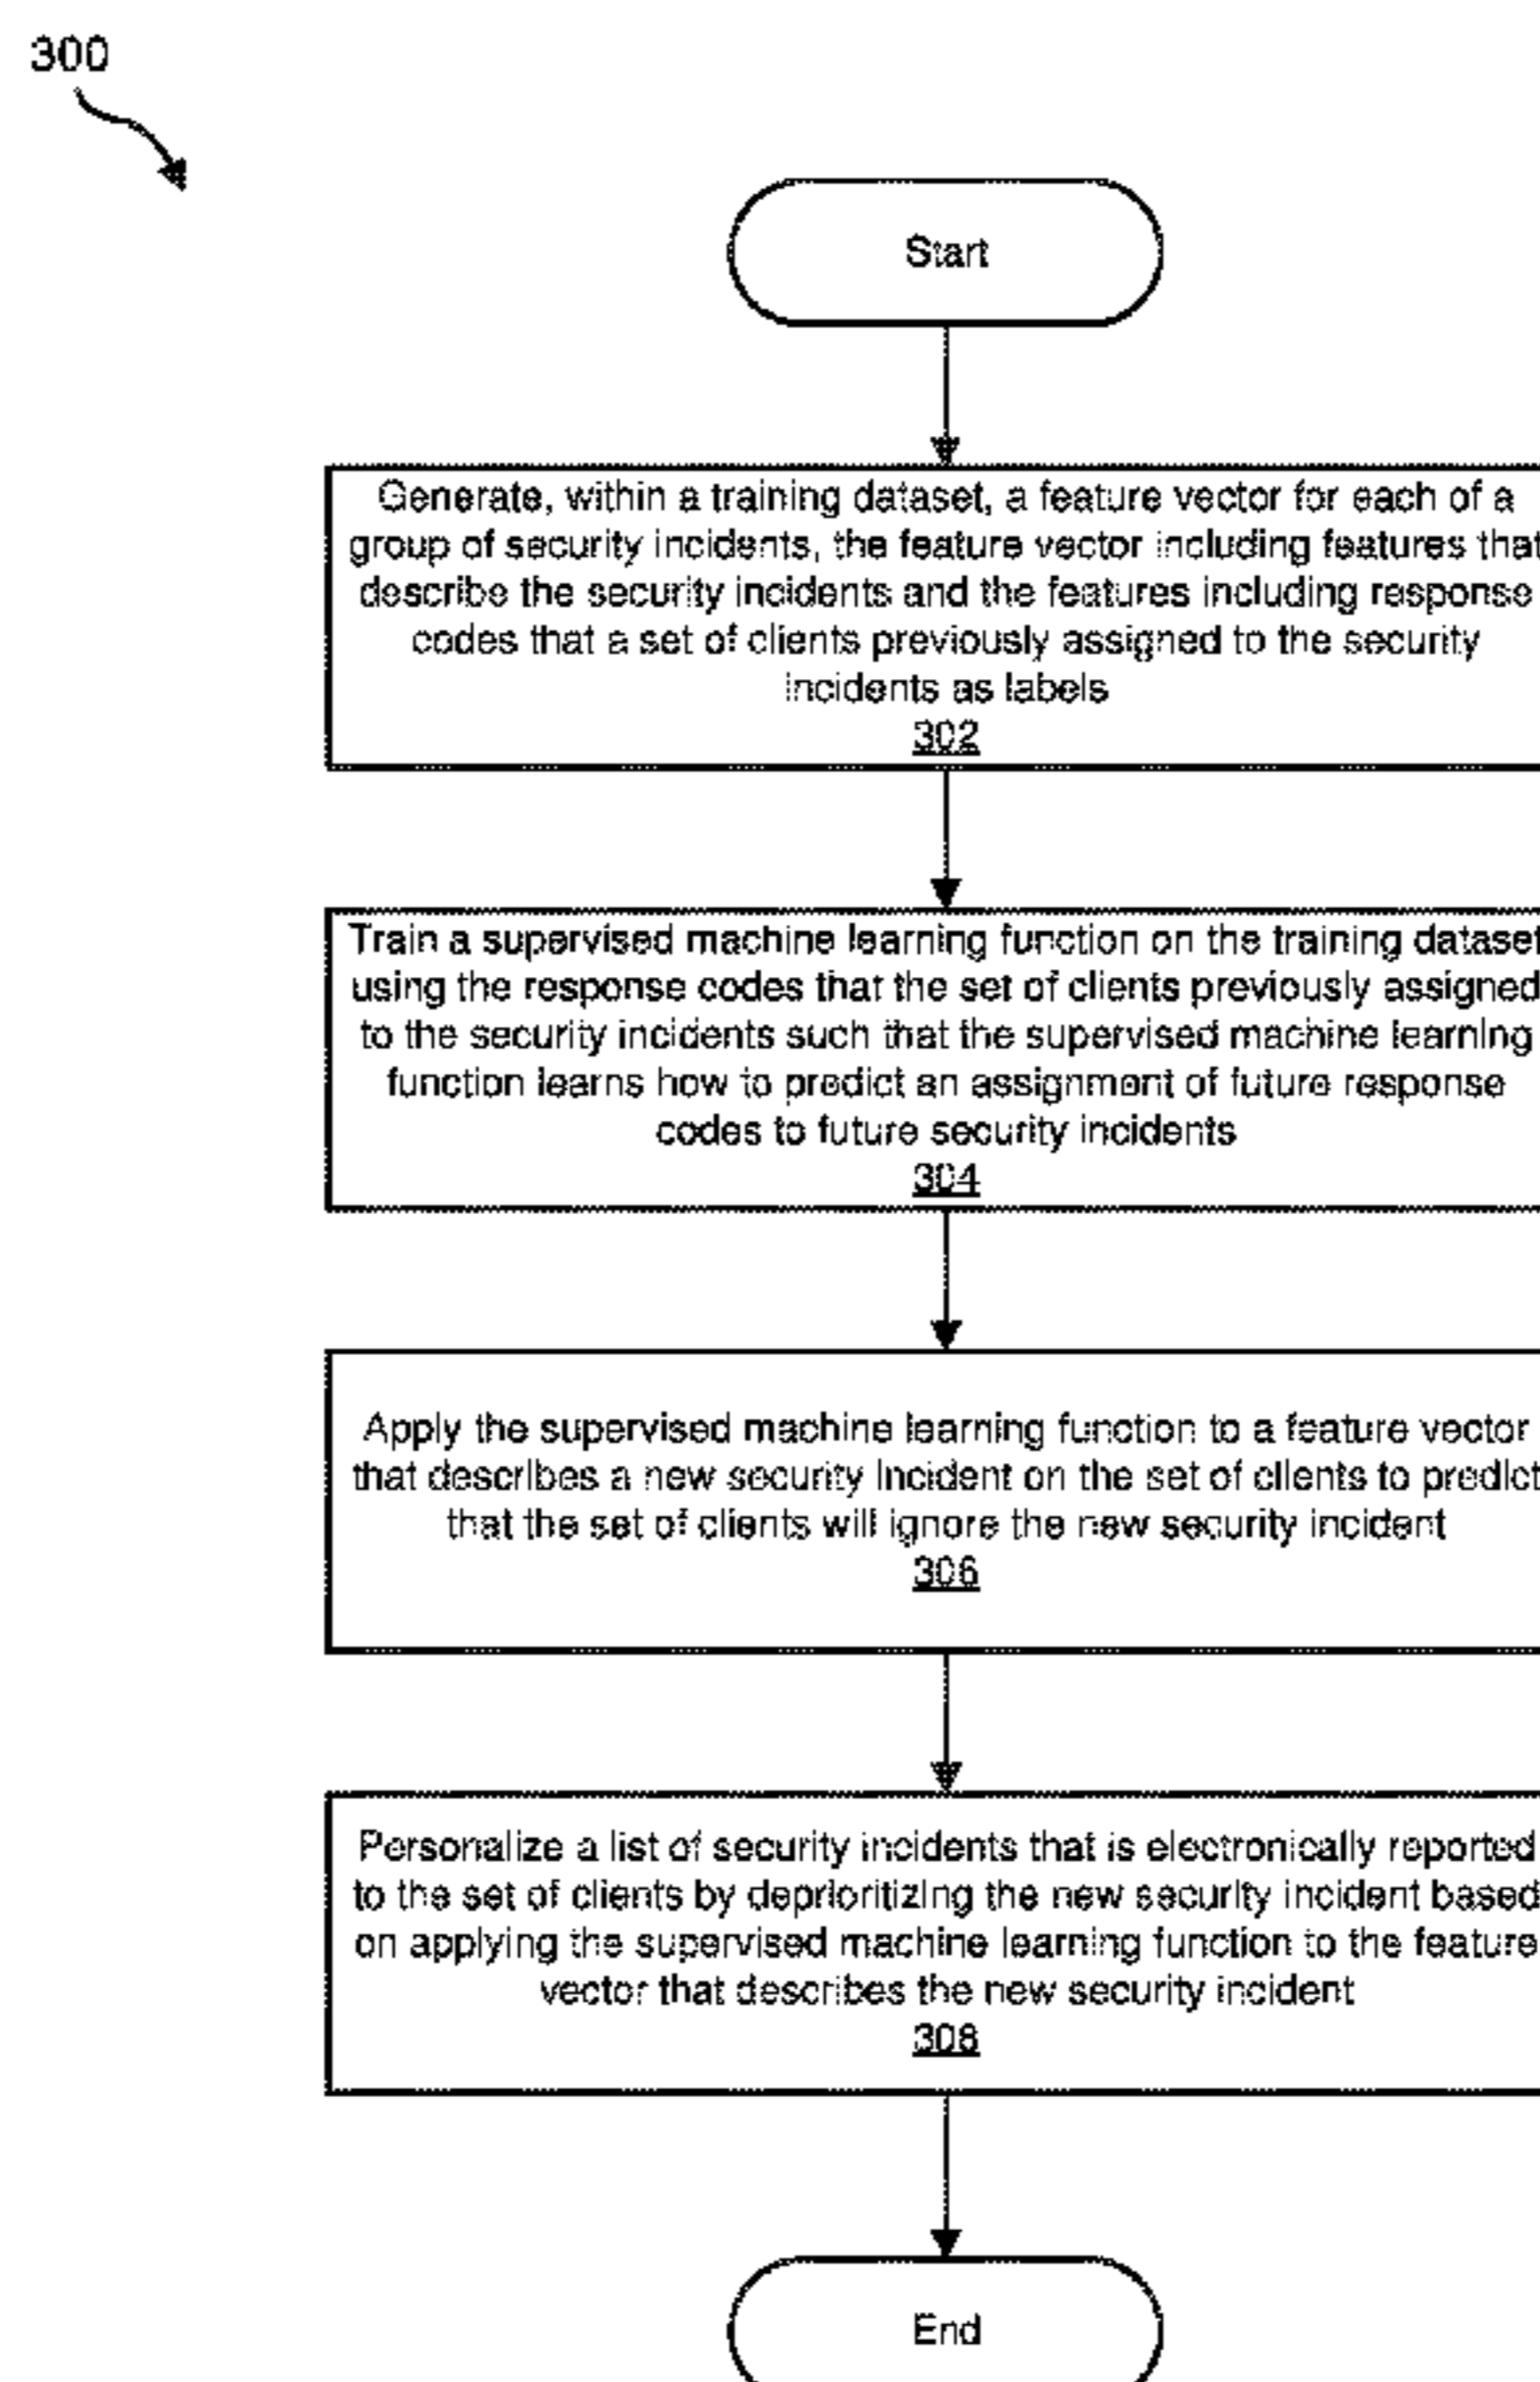 300
Start
Generate, within a training dataset, a feature vector for each of a
group of security incidents, the feature vector including features that
describe the security incidents and the features including response
codes that a set of clients previously assigned to the security
incidents as labels
302
Train a supervised machine learning function on the training dataset
using the response codes that the set of clients previously assigned
to the security incidents such that the supervised machine learning
function learns how to predict an assignment of future response
codes to future security incidents
304
Apply the supervised machine learning function to a feature vector
that describes a new security incident on the set of clients to predict
that the set of clients will ignore the new security incident
306
Personalize a list of security incidents that is electronically reported
to the set of clients by deprioritizing the new security incident based
on applying the supervised machine learning function to the feature
vector that describes the new security incident
308
End